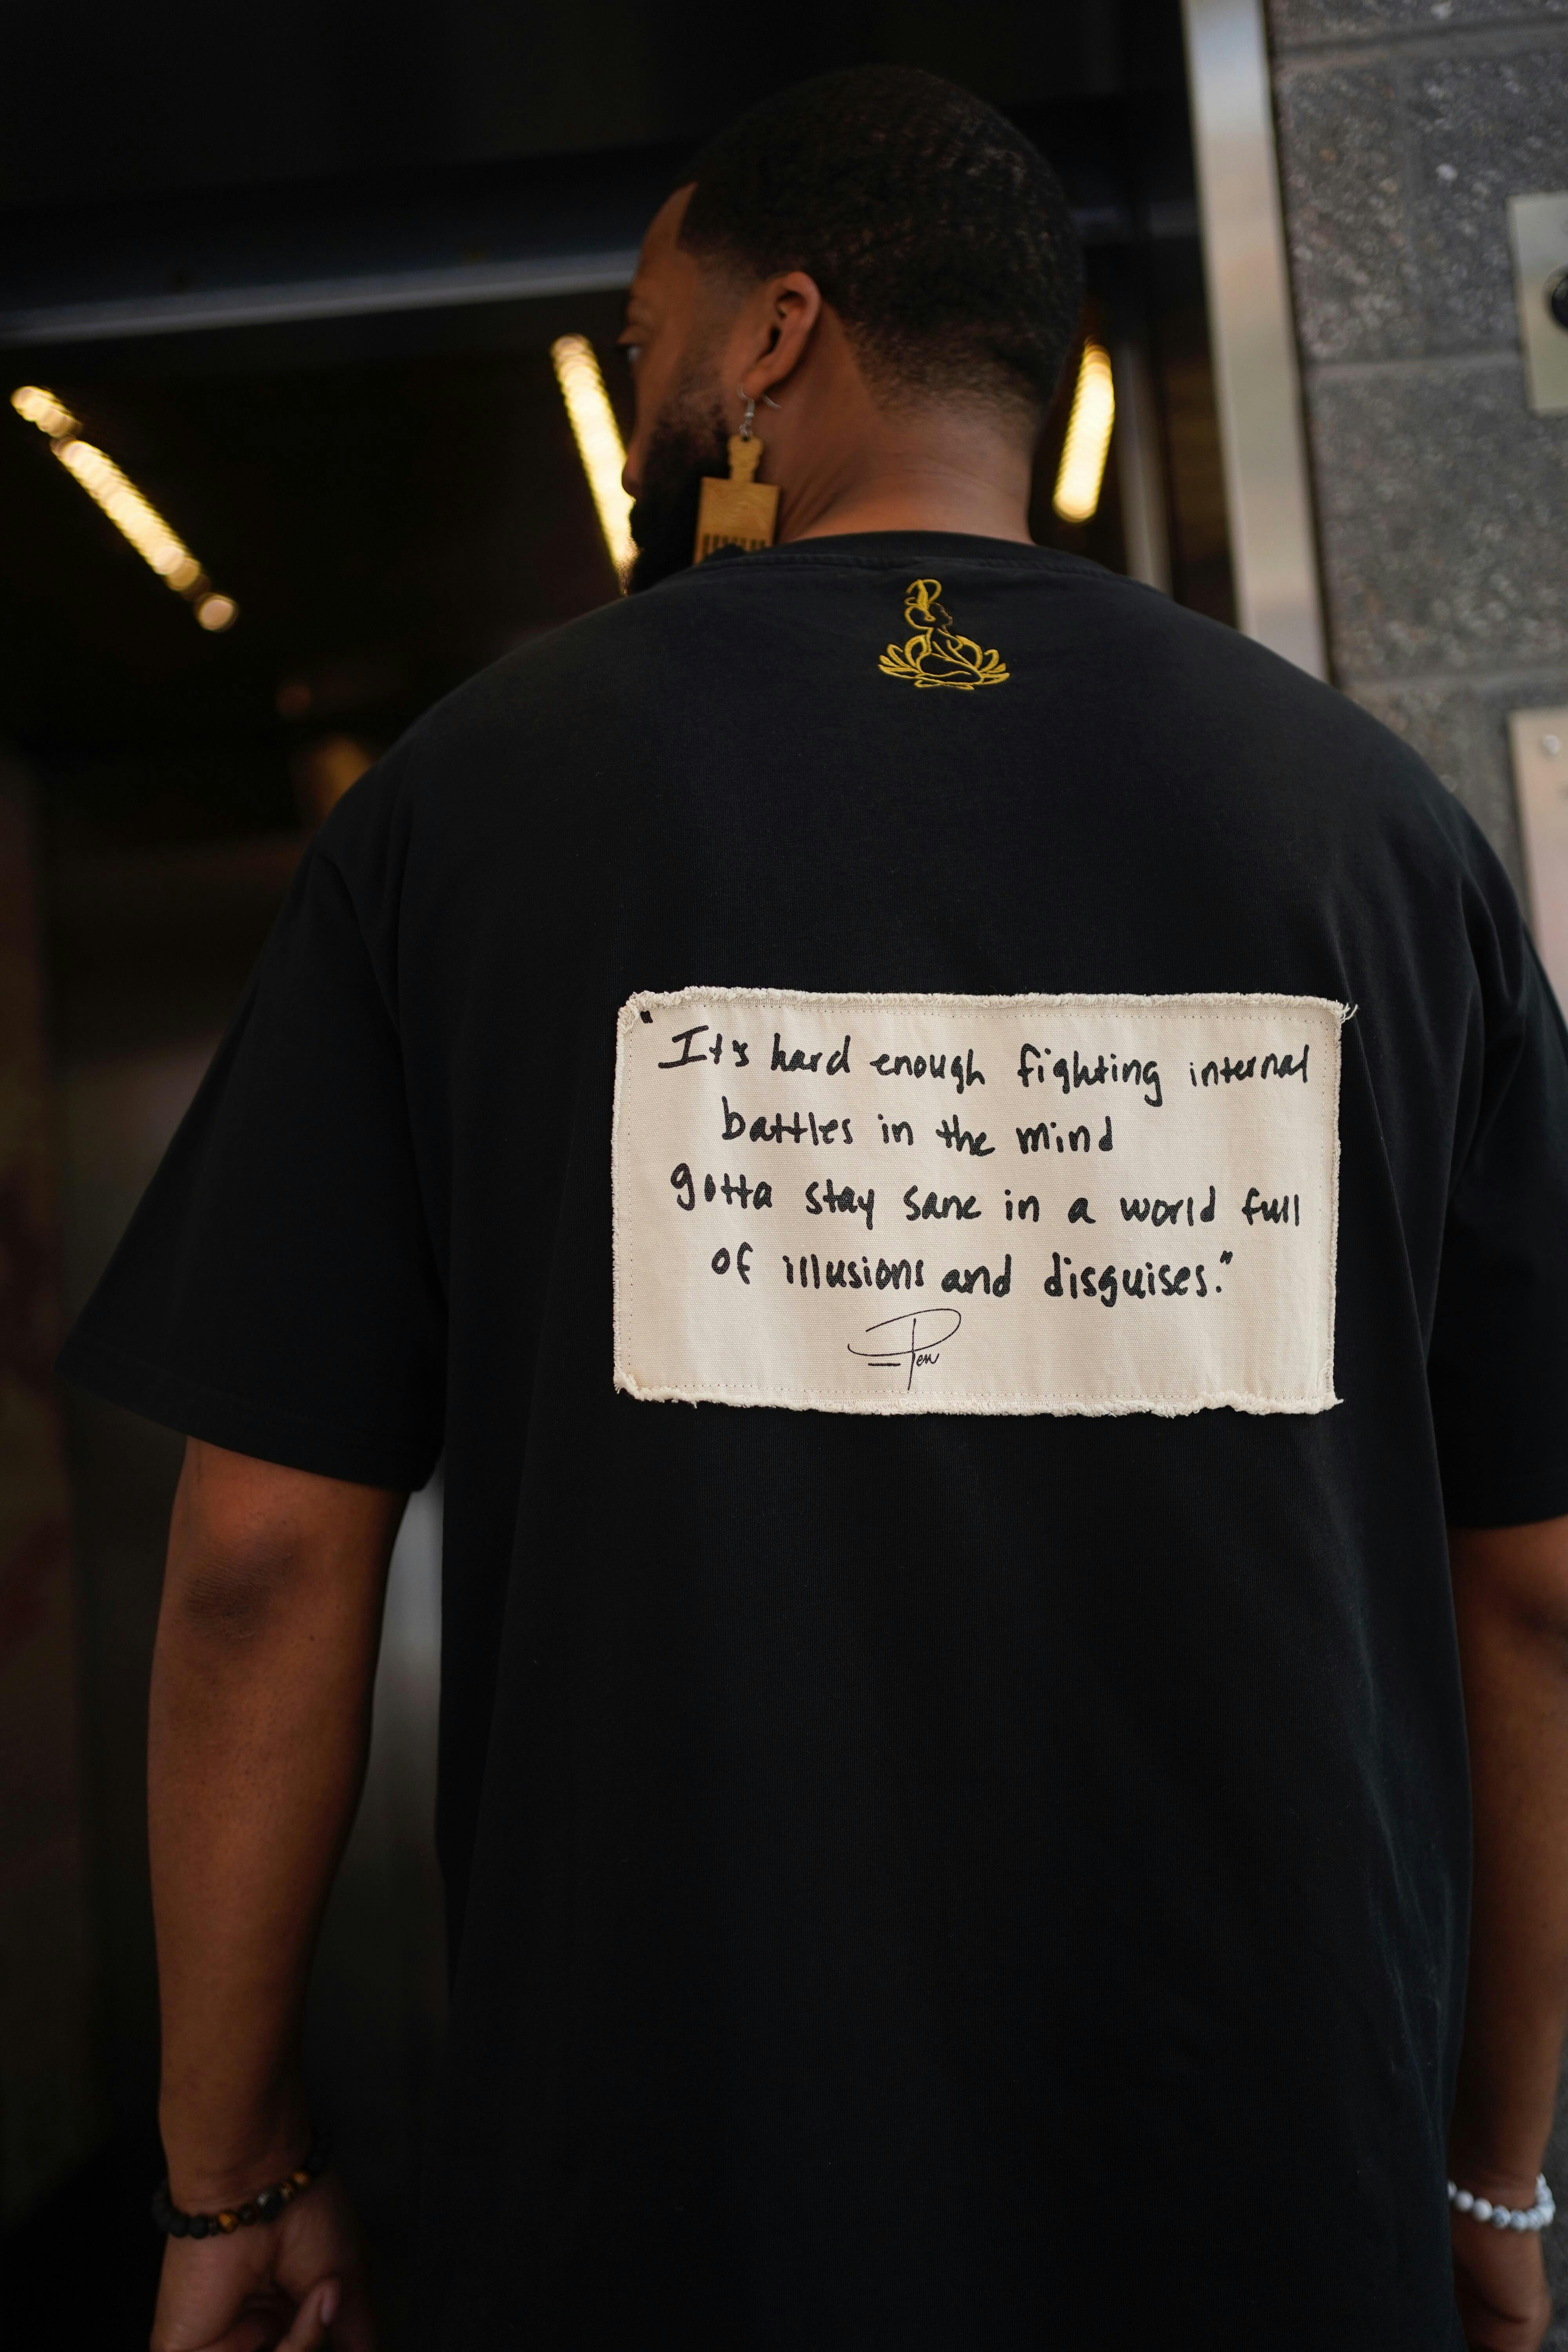 "It's hard enough fighting internal
battles in the mind
gotta stay sane in a world full
of illusions and disguises."
Pen